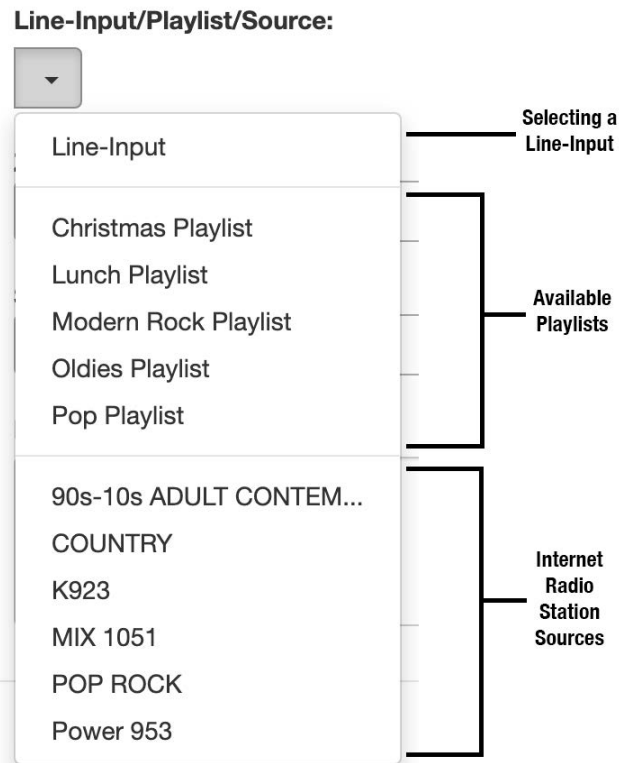 Line-Input/Playlist/Source:
Line-Input
Selecting a
Line-Input
Christmas Playlist
Lunch Playlist
Modern Rock Playlist
Oldies Playlist
Pop Playlist
Available
Playlists
90s-10s ADULT CONTEM...
COUNTRY
K923
MIX 1051
POP ROCK
Power 953
Internet
Radio
Station
Sources